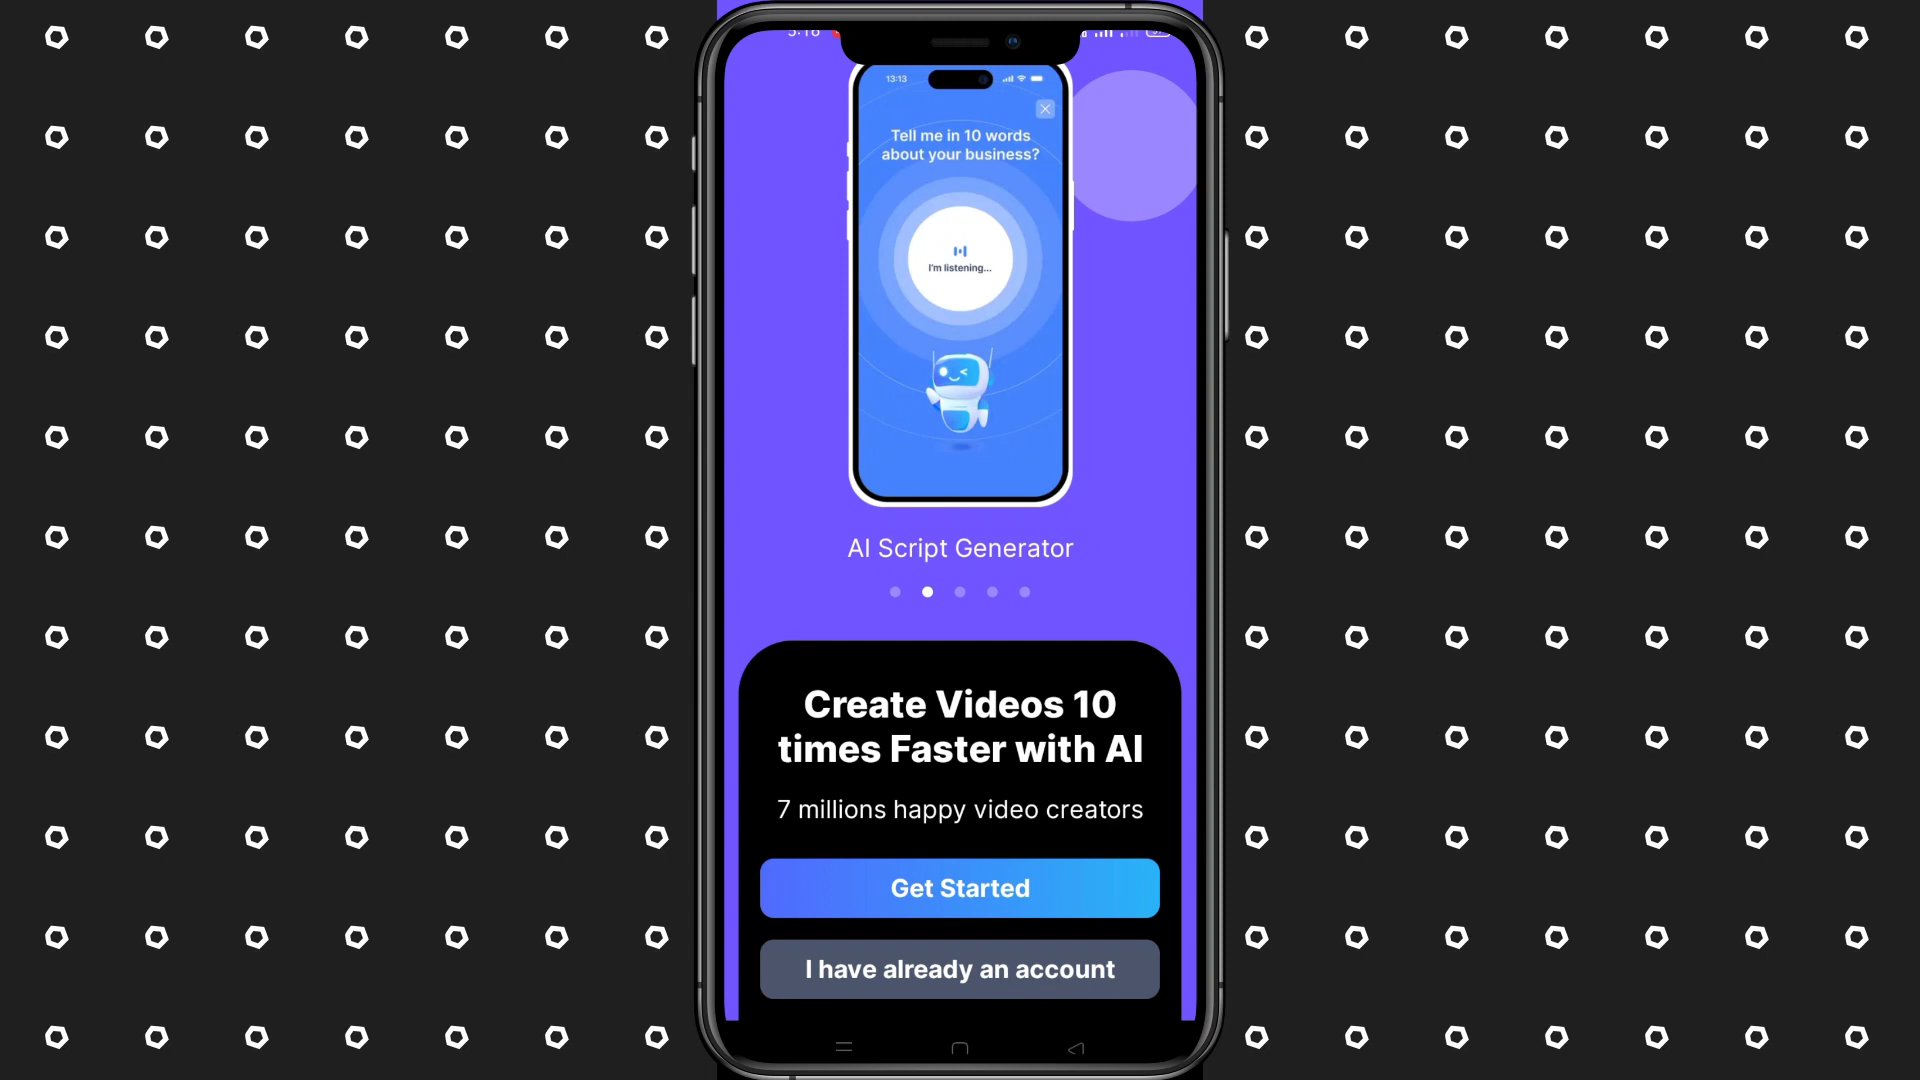 13:13
Tell me in 10 words
about your business?
I'm listening...
AI Script Generator
Create Videos 10
times Faster with AI
7 millions happy video creators
Get Started
I have already an account